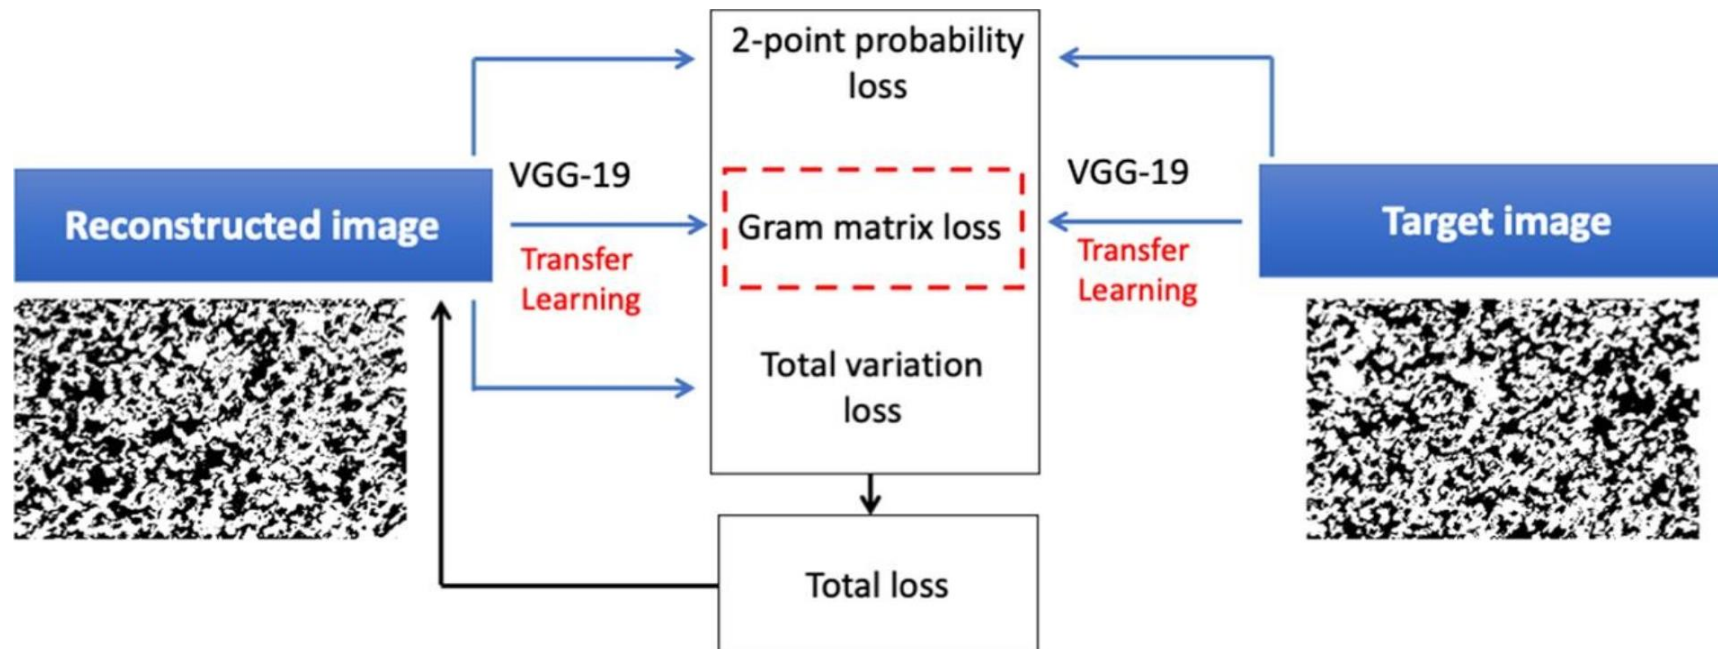 2-point probability
loss
VGG-19
VGG-19
Reconstructed image
Gram matrix loss
Target image
Transfer
Learning
Transfer
Learning
Total variation
loss
Total loss